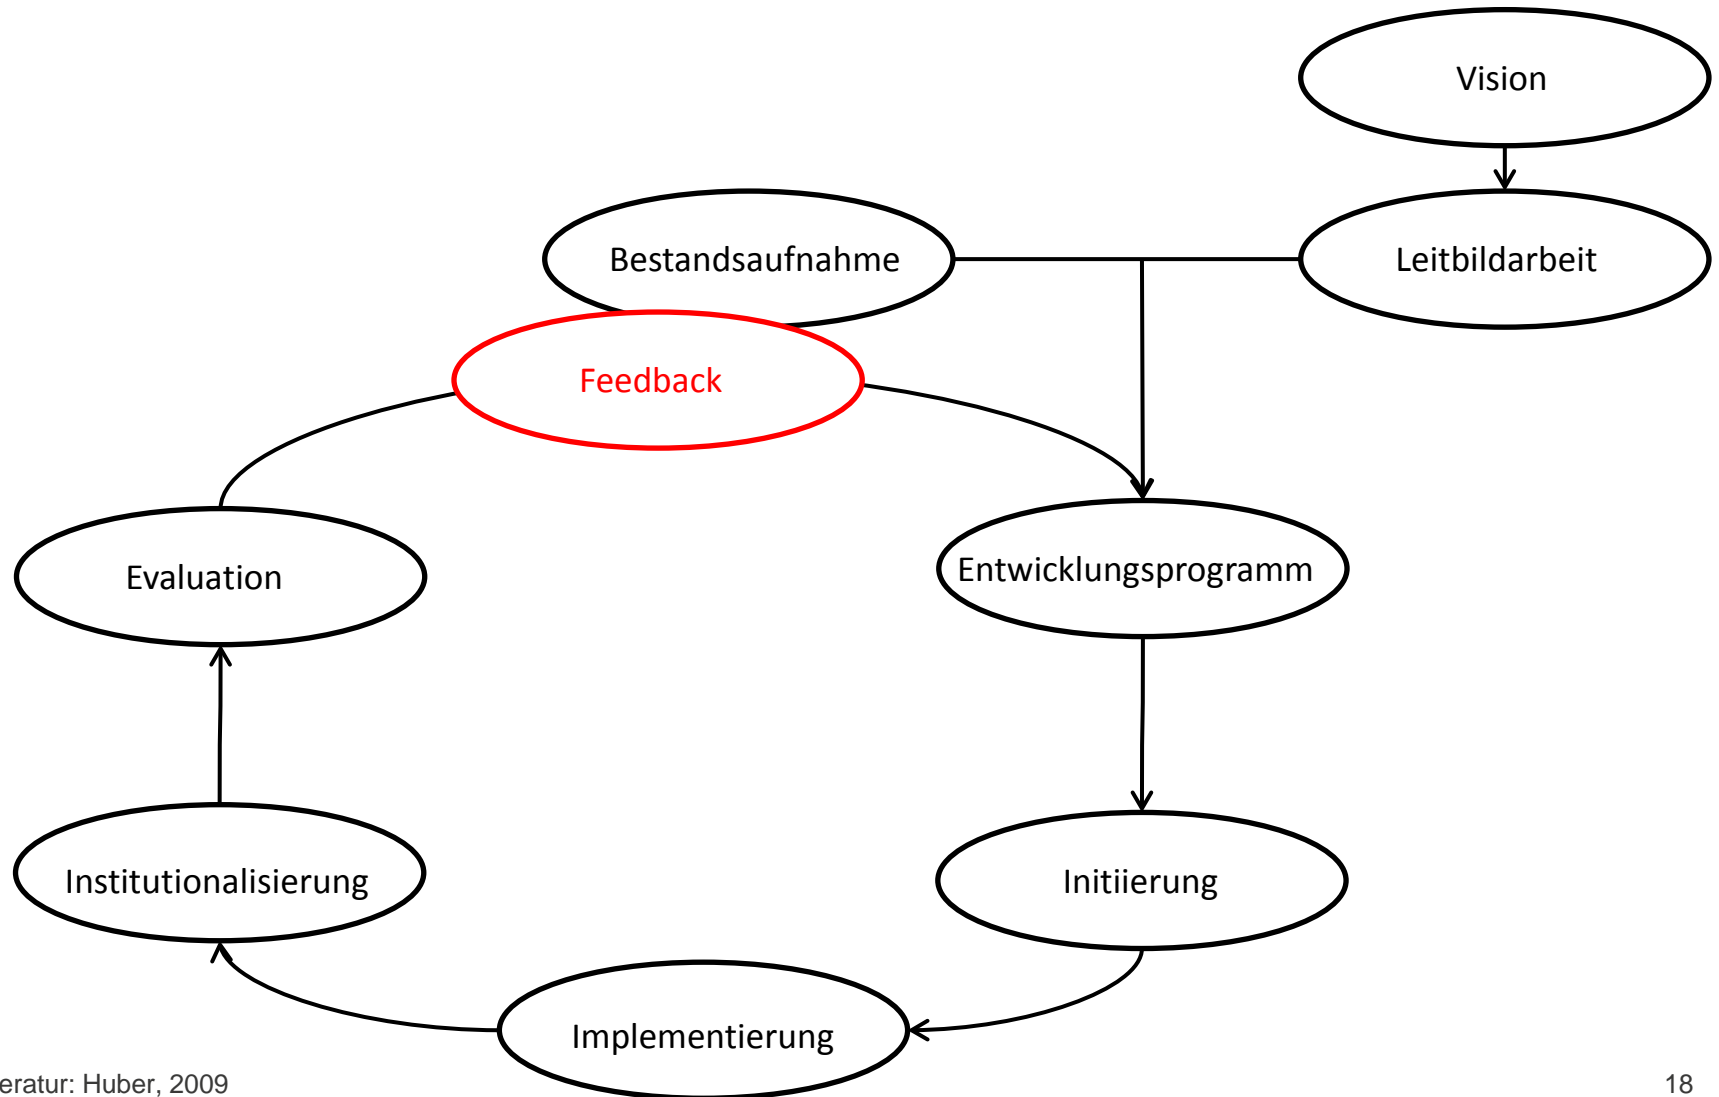 Vision
Bestandsaufnahme
Leitbildarbeit
Feedback
Entwicklungsprogramm
Evaluation
Institutionalisierung
Initiierung
Implementierung
eratur: Huber, 2009
18